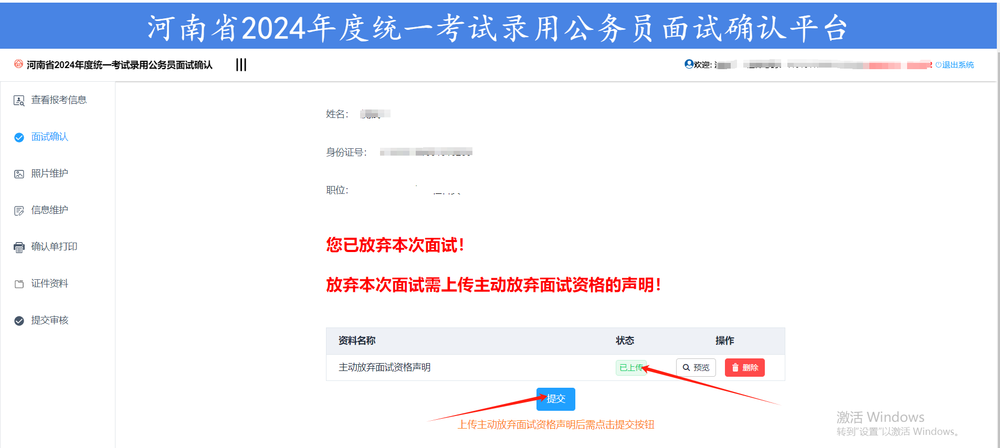 河南省2024年度统一考试录用公务员面试确认平台
河南省2024年度统一考试录用公务员面试确认
欢迎:
退出系统
查看报考信息
面试确认
照片维护
信息维护
确认单打印
证件资料
提交审核
姓名：
身份证号：
职位：
您已放弃本次面试！
放弃本次面试需上传主动放弃面试资格的声明！
资料名称 状态 操作
主动放弃面试资格声明 已上传 预览 删除
提交
上传主动放弃面试资格声明后需点击提交按钮
激活 Windows
转到"设置"以激活 Windows。